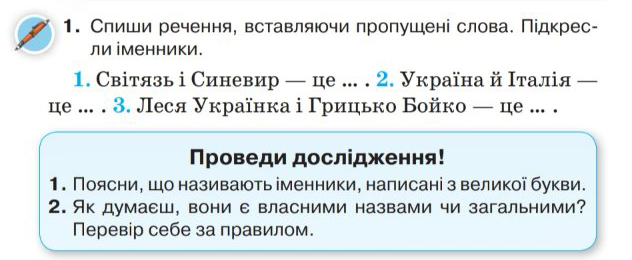 1. Спиши речення, вставляючи пропущені слова. Підкрес-
ли іменники.
1. Світязь і Синевир — це ... . 2. Україна й Італія —
це ... . 3. Леся Українка і Грицько Бойко — це ... .
Проведи дослідження!
1. Поясни, що називають іменники, написані з великої букви.
2. Як думаєш, вони є власними назвами чи загальними?
Перевір себе за правилом.